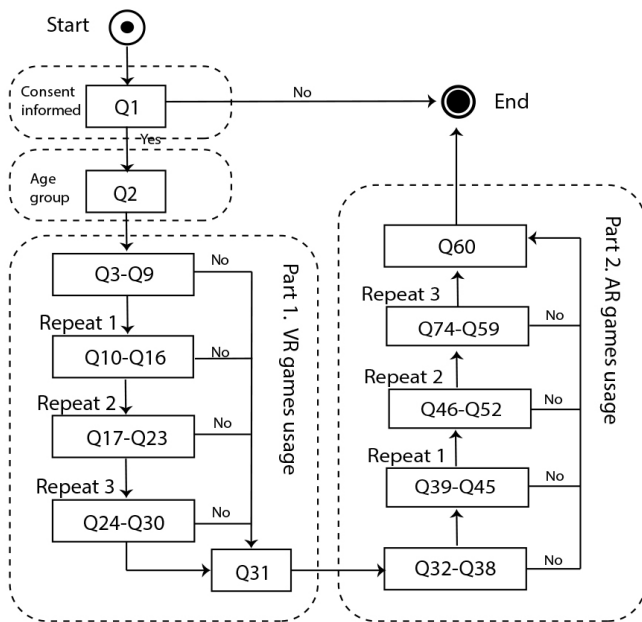 Start
Consent
informed
Q1
No
End
Yes
Age
group
Q2
Part 1. VR games usage
Q3-Q9
No
Repeat 1
Q10-Q16
No
Repeat 2
Q17-Q23
No
Repeat 3
Q24-Q30
No
Q31
Part 2. AR games usage
Q60
Repeat 3
Q74-Q59
No
Repeat 2
Q46-Q52
No
Repeat 1
Q39-Q45
No
Q32-Q38
No